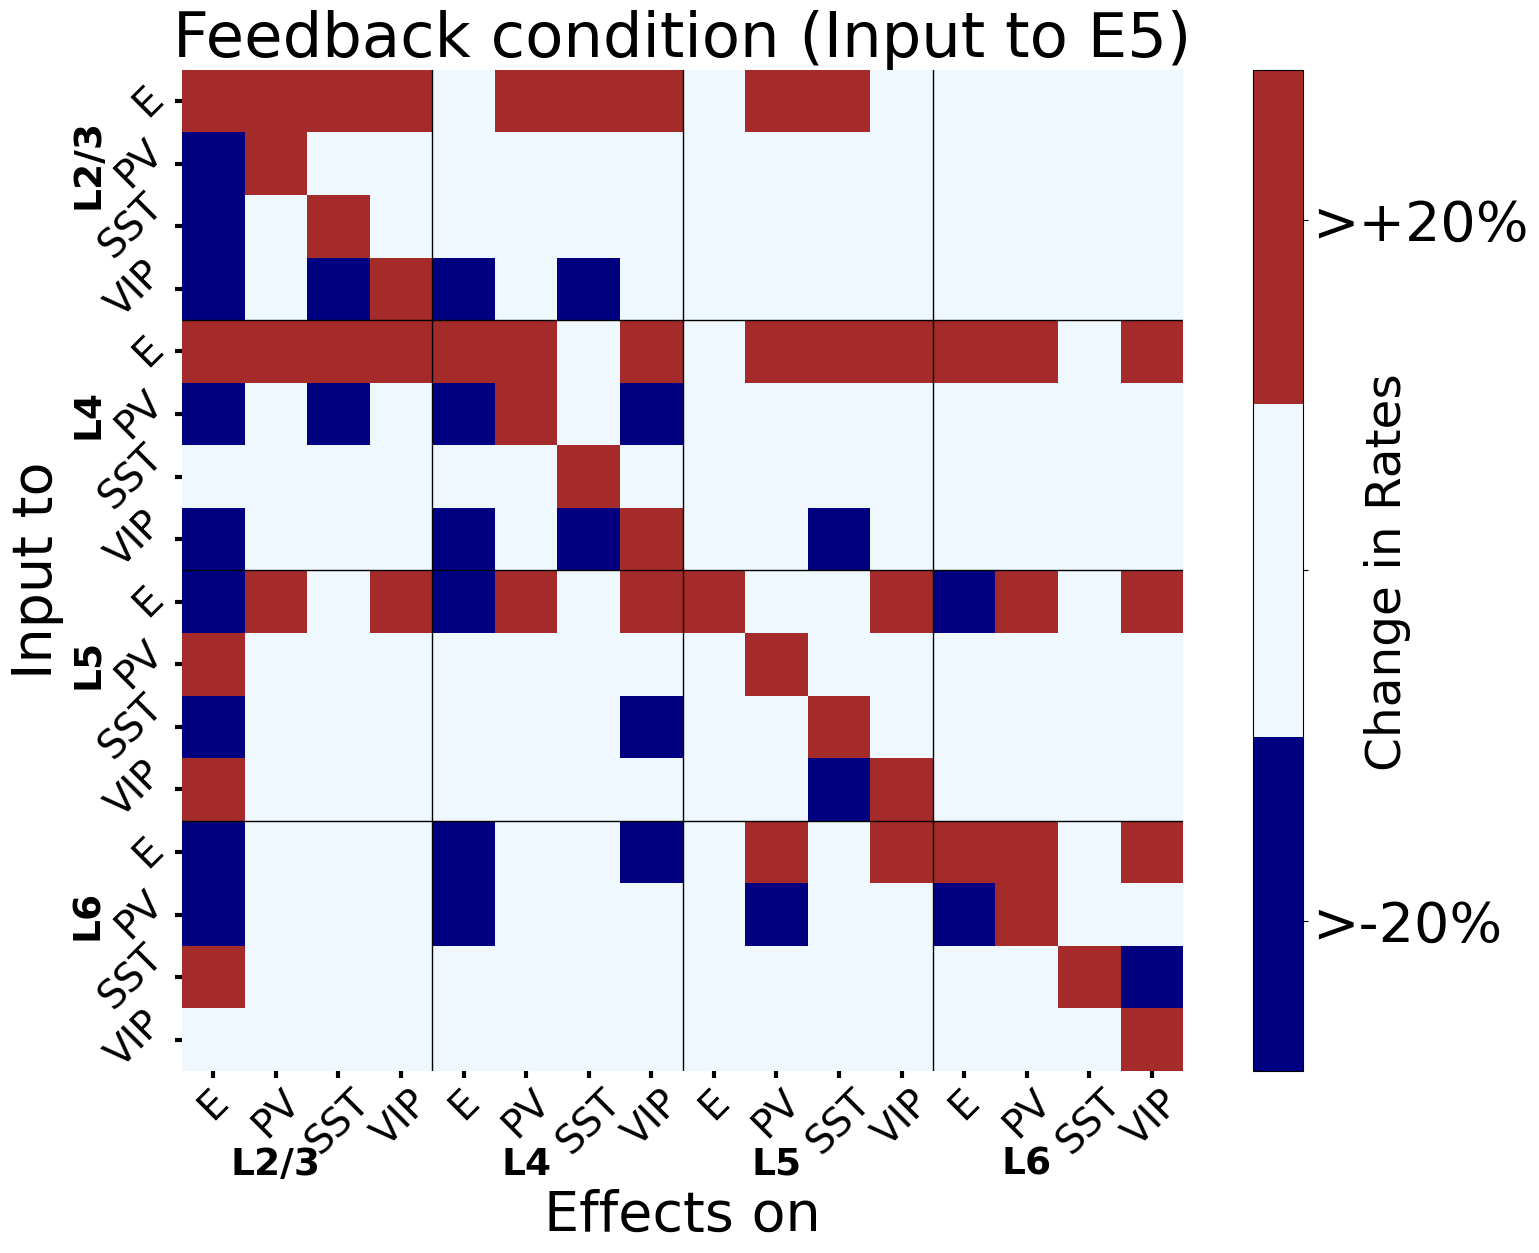 Feedback condition (Input to E5)
Input to
L2/3
E
PV
SST
VIP
L4
E
PV
SST
VIP
L5
E
PV
SST
VIP
L6
E
PV
SST
VIP
E PV SST VIP E PV SST VIP E PV SST VIP E PV SST VIP
L2/3 L4 L5 L6
Effects on
>+20%
>-20%
Change in Rates